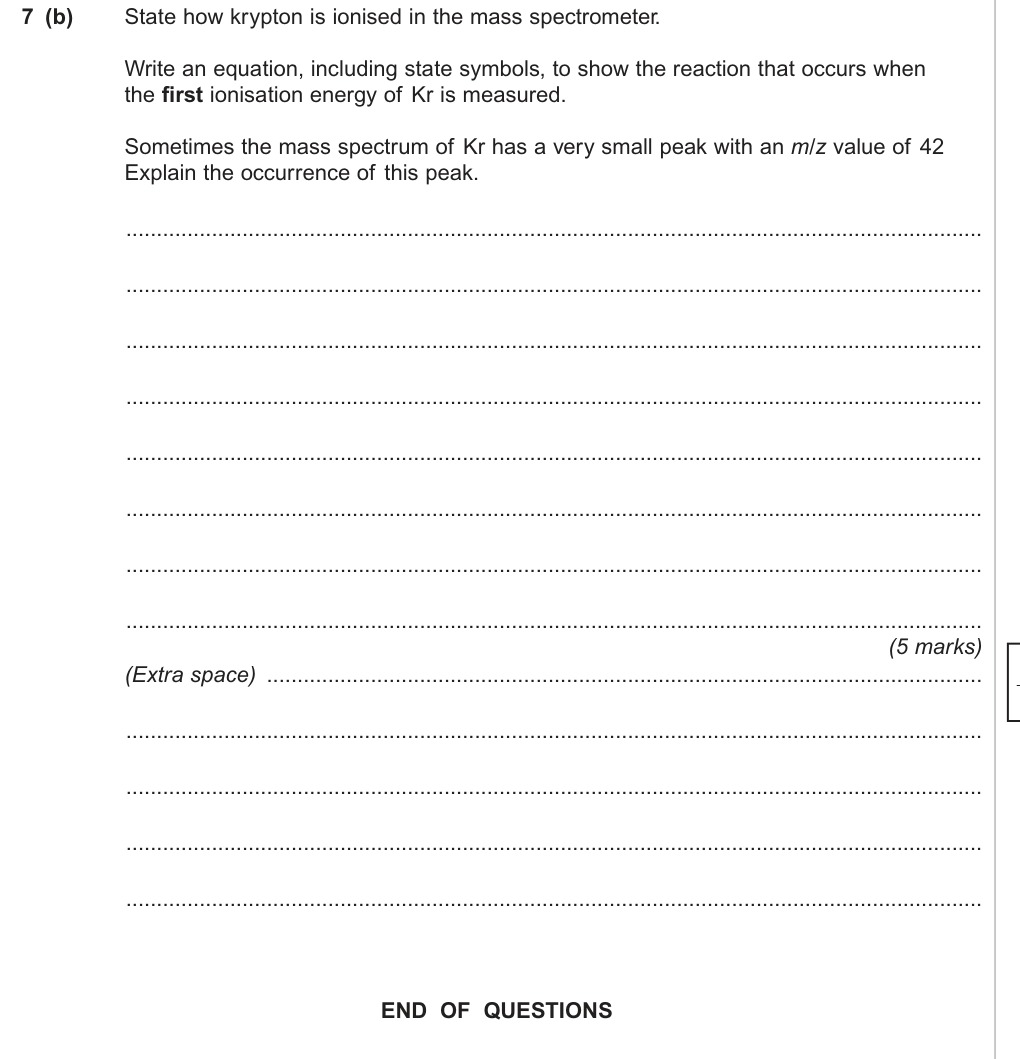 7 (b) State how krypton is ionised in the mass spectrometer.
Write an equation, including state symbols, to show the reaction that occurs when
the first ionisation energy of Kr is measured.
Sometimes the mass spectrum of Kr has a very small peak with an m/z value of 42
Explain the occurrence of this peak.
(5 marks)
(Extra space)
END OF QUESTIONS